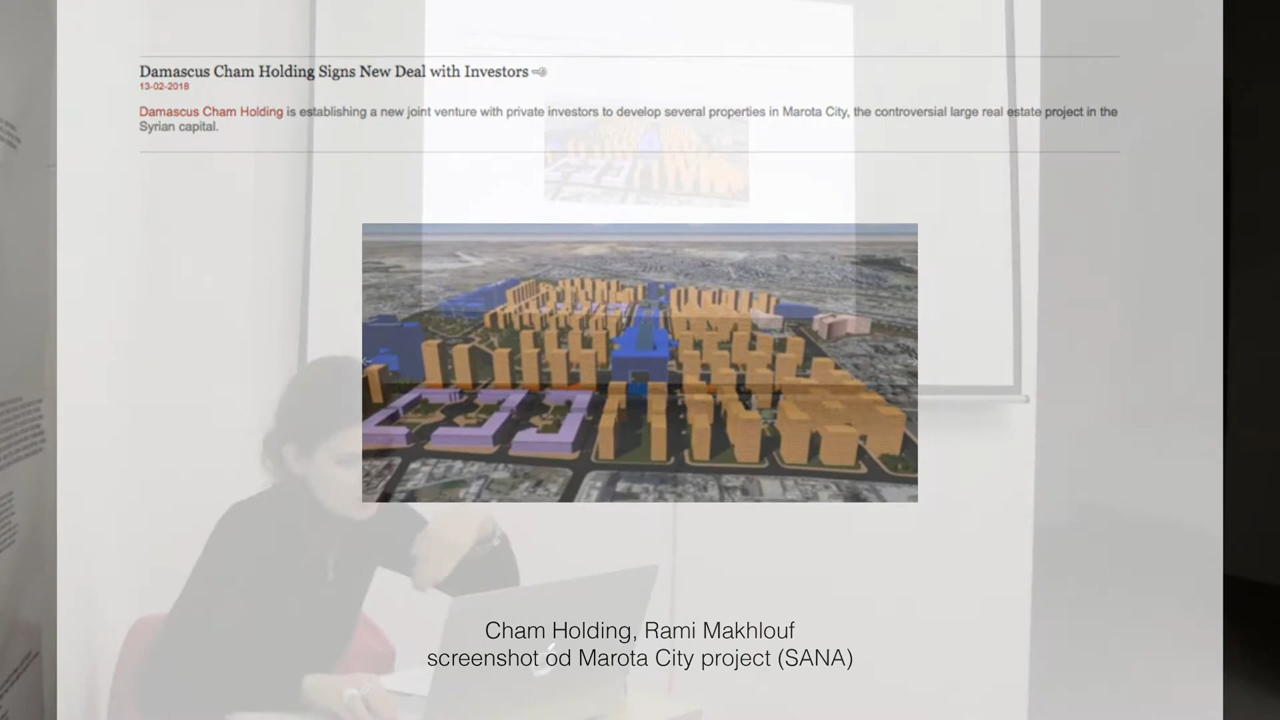 Damascus Cham Holding Signs New Deal with Investors
13-02-2018
Damascus Cham Holding is establishing a new joint venture with private investors to develop several properties in Marota City, the controversial large real estate project in the
Syrian capital.
Cham Holding, Rami Makhlouf
screenshot od Marota City project (SANA)